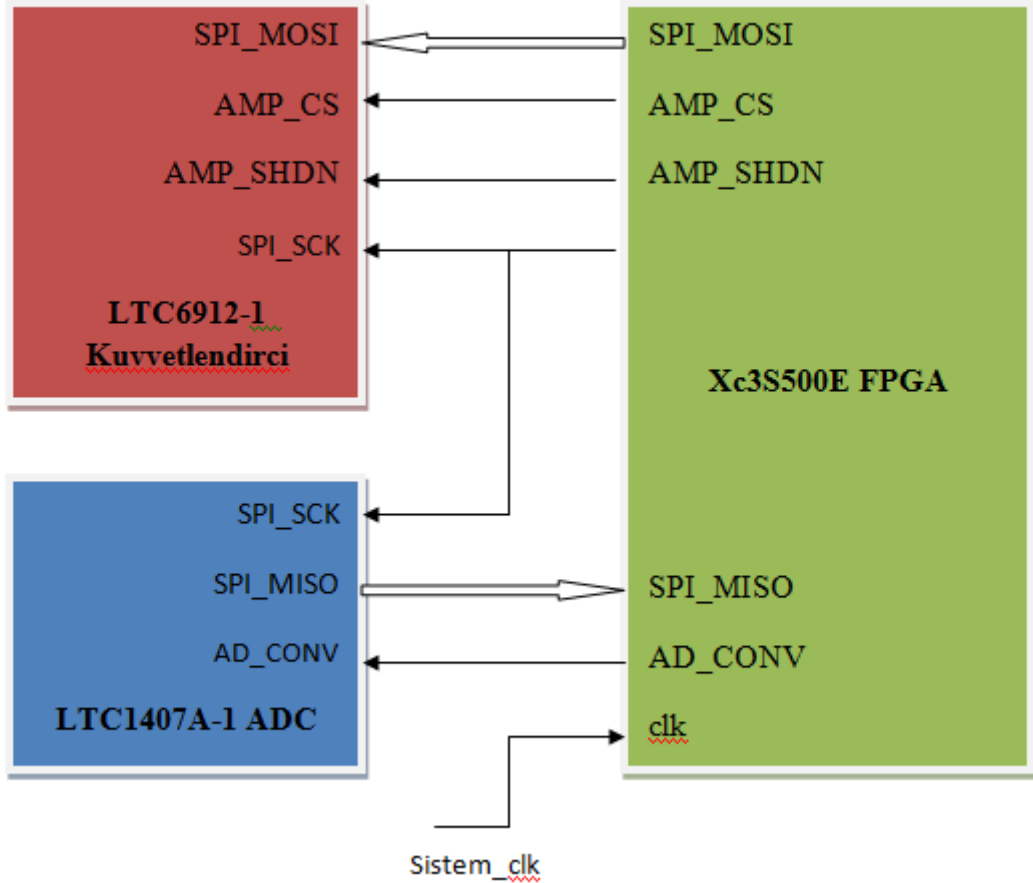 SPI_MOSI
AMP_CS
AMP_SHDN
SPI_SCK
LTC6912-1
Kuvvetlendirci
SPI_MOSI
AMP_CS
AMP_SHDN
Xc3S500E FPGA
SPI_MISO
AD_CONV
clk
SPI_SCK
SPI_MISO
AD_CONV
LTC1407A-1 ADC
Sistem_clk